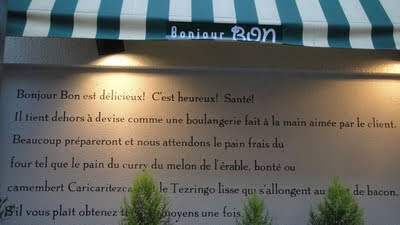 Bonjour BON
Bonjour Bon est délicieux! C'est heureux! Santé!
Il tient dehors à devise comme une boulangerie fait à la main aimée par le client.
Beaucoup prépareront et nous attendons le pain frais du
four tel que le pain du curry du melon de l'érable, bonté ou
camembert le Tezringo lisse qui s'allongent au de bacon,
S'il vous plaît obtenez moyens une fois